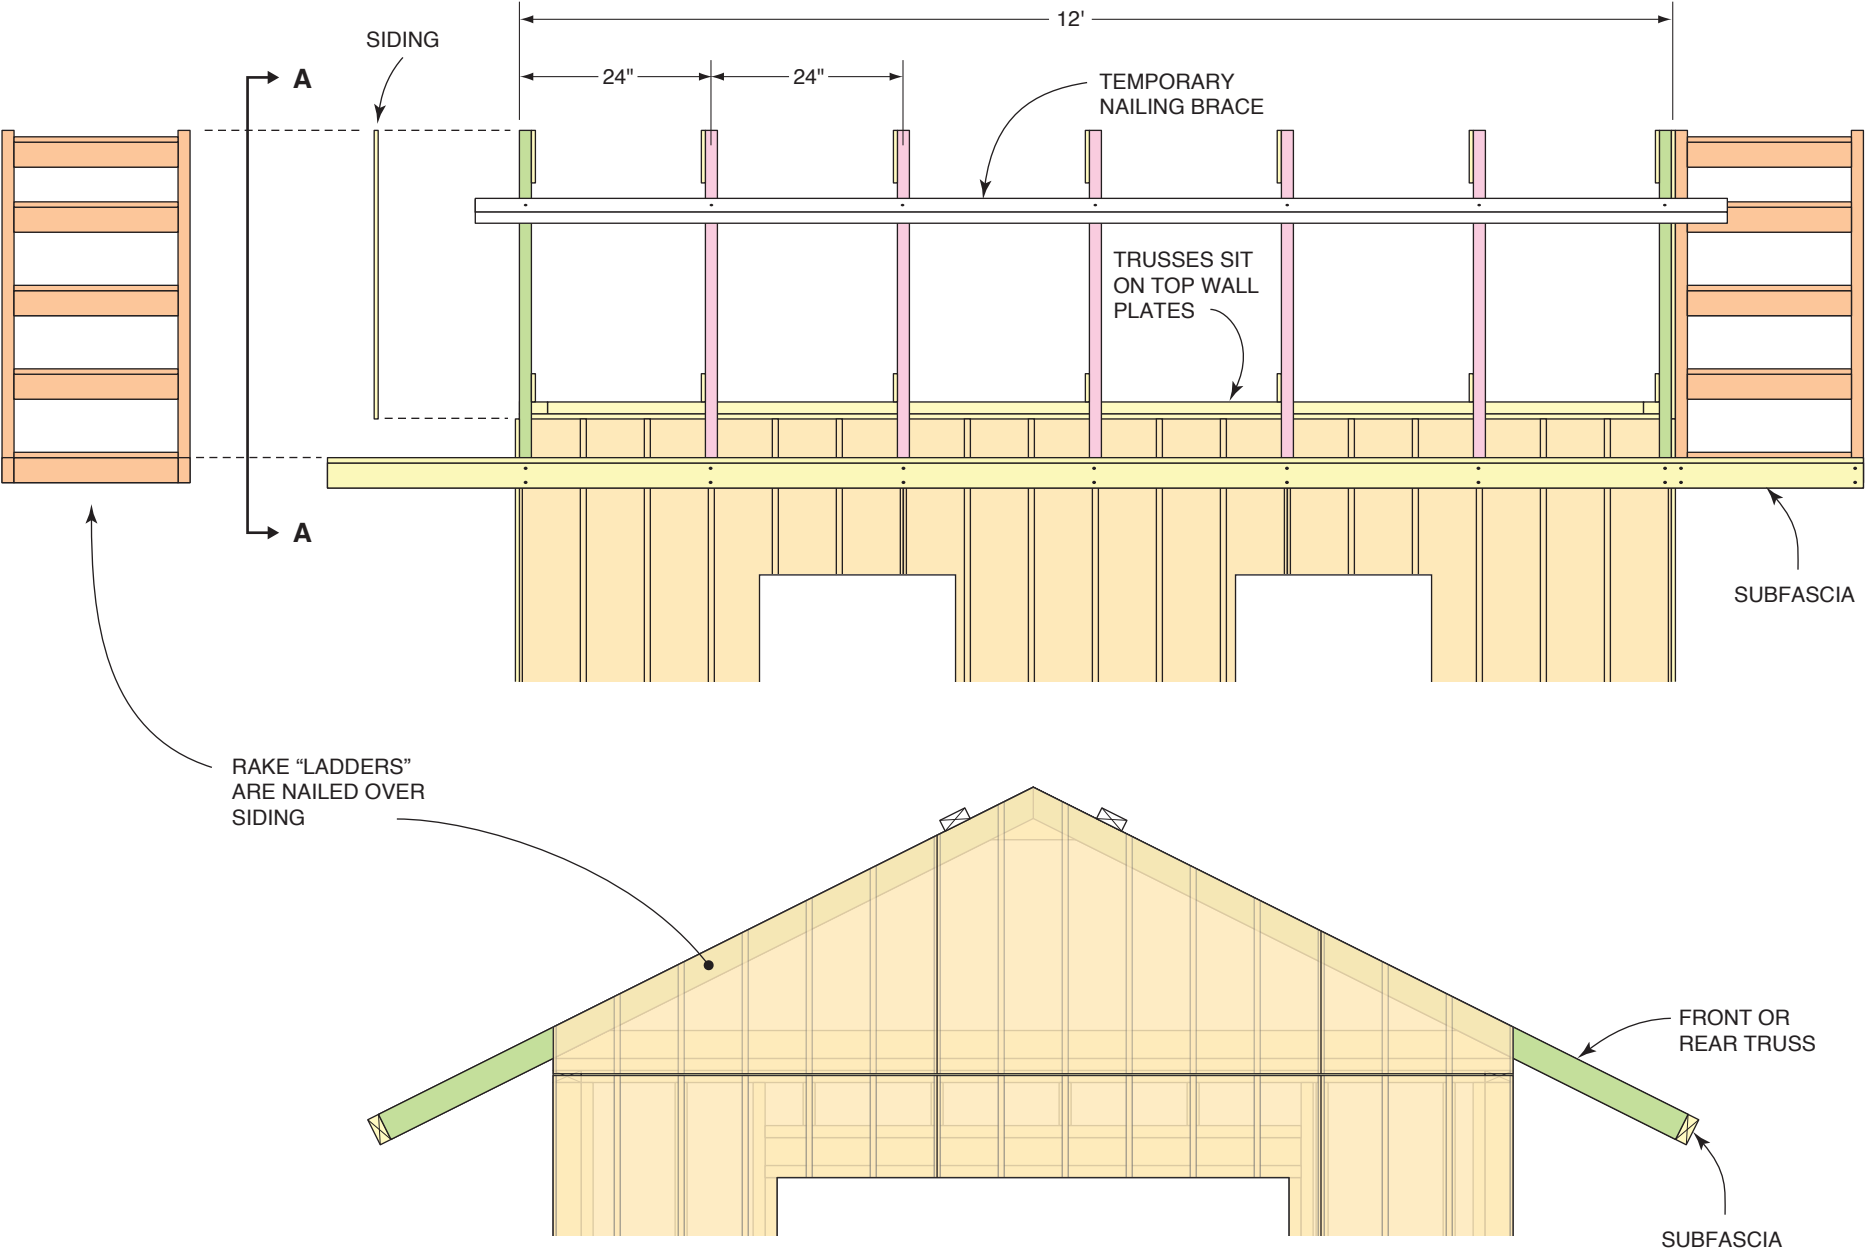 12'
SIDING
24"
24"
A
TEMPORARY
NAILING BRACE
TRUSSES SIT
ON TOP WALL
PLATES
A
SUBFASCIA
RAKE “LADDERS”
ARE NAILED OVER
SIDING
FRONT OR
REAR TRUSS
SUBFASCIA